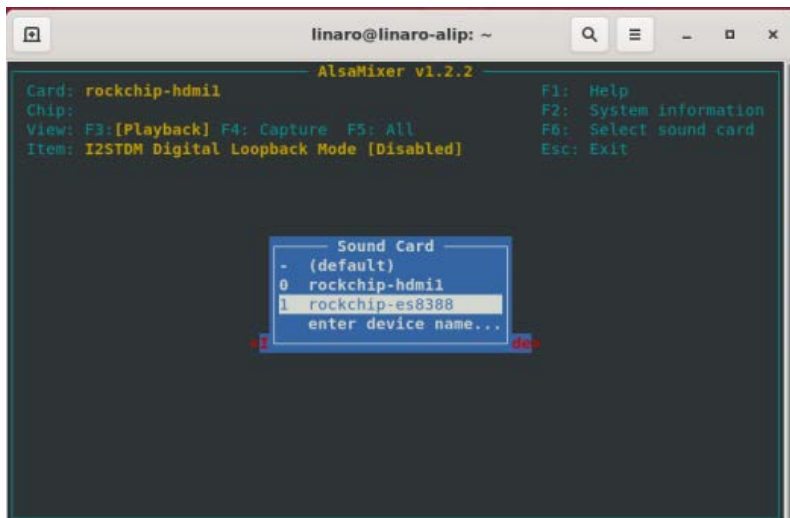 linaro@linaro-alip: ~
AlsaMixer v1.2.2
Card: rockchip-hdmi1 F1: Help
Chip: F2: System information
View: F3:[Playback] F4: Capture F5: All F6: Select sound card
Item: I2STDM Digital Loopback Mode [Disabled] Esc: Exit
Sound Card
- (default)
0 rockchip-hdmi1
1 rockchip-es8388
enter device name...
<I de>